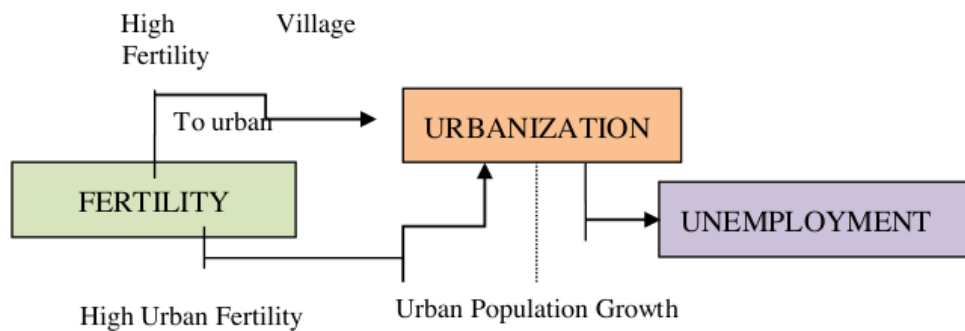 High Village
Fertility
To urban
URBANIZATION
FERTILITY
UNEMPLOYMENT
High Urban Fertility
Urban Population Growth